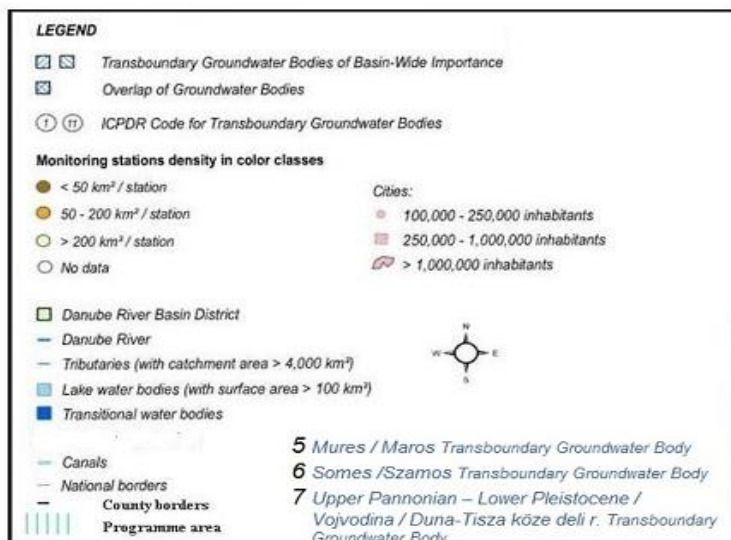 LEGEND
Transboundary Groundwater Bodies of Basin-Wide Importance
Overlap of Groundwater Bodies
ICPDR Code for Transboundary Groundwater Bodies
Monitoring stations density in color classes
< 50 km² / station
50 - 200 km² / station
> 200 km² / station
No data
Cities:
100,000 - 250,000 inhabitants
250,000 - 1,000,000 inhabitants
> 1,000,000 inhabitants
Danube River Basin District
Danube River
Tributaries (with catchment area > 4,000 km²)
Lake water bodies (with surface area > 100 km²)
Transitional water bodies
N
W E
S
Canals
National borders
County borders
Programme area
5 Mures / Maros Transboundary Groundwater Body
6 Somes /Szamos Transboundary Groundwater Body
7 Upper Pannonian – Lower Pleistocene /
Vojvodina / Duna-Tisza köze deli r. Transboundary
Groundwater Body